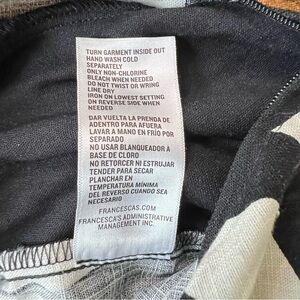 TURN GARMENT INSIDE OUT
HAND WASH COLD
SEPARATELY
ONLY NON-CHLORINE
BLEACH WHEN NEEDED
DO NOT TWIST OR WRING
LINE DRY
IRON ON LOWEST SETTING
ON REVERSE SIDE WHEN
NEEDED
DAR VUELTA LA PRENDA DE
ADENTRO PARA AFUERA
LAVAR A MANO EN FRIO POR
SEPARADO
NO USAR BLANQUEADOR A
BASE DE CLORO
NO RETORCER NI ESTRUJAR
TENDER PARA SECAR
PLANCHAR EN
TEMPERATURA MINIMA
DEL REVERSO CUANDO SEA
NECESARIO
FRANCESCAS.COM
FRANCESCA'S ADMINISTRATIVE
MANAGEMENT INC.